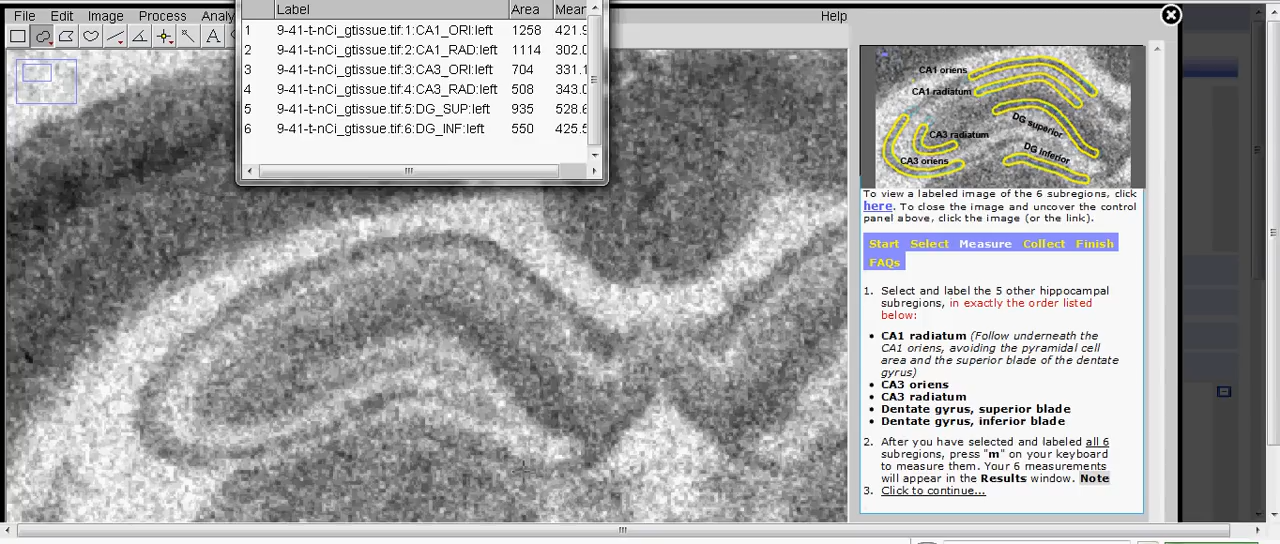 Label Area Mear
1 9-41-t-nCi_gtissue.tif:1:CA1_ORI:left 1258 421.9
2 9-41-t-nCi_gtissue.tif:2:CA1_RAD:left 1114 302.0
3 9-41-t-nCi_gtissue.tif:3:CA3_ORI:left 704 331.1
4 9-41-t-nCi_gtissue.tif:4:CA3_RAD:left 508 343.0
5 9-41-t-nCi_gtissue.tif:5:DG_SUP:left 935 528.6
6 9-41-t-nCi_gtissue.tif:6:DG_INF:left 550 425.5
File Edit Image Process Analy Help
CA1 oriens
CA1 radiatum
DG superior
CA3 radiatum
DG inferior
CA3 oriens
To view a labeled image of the 6 subregions, click
here. To close the image and uncover the control
panel above, click the image (or the link).
Start Select Measure Collect Finish
FAQs
1. Select and label the 5 other hippocampal
subregions, in exactly the order listed
below:
• CA1 radiatum (Follow underneath the
CA1 oriens, avoiding the pyramidal cell
area and the superior blade of the dentate
gyrus)
• CA3 oriens
• CA3 radiatum
• Dentate gyrus, superior blade
• Dentate gyrus, inferior blade
2. After you have selected and labeled all 6
subregions, press "m" on your keyboard
to measure them. Your 6 measurements
will appear in the Results window. Note
3. Click to continue...